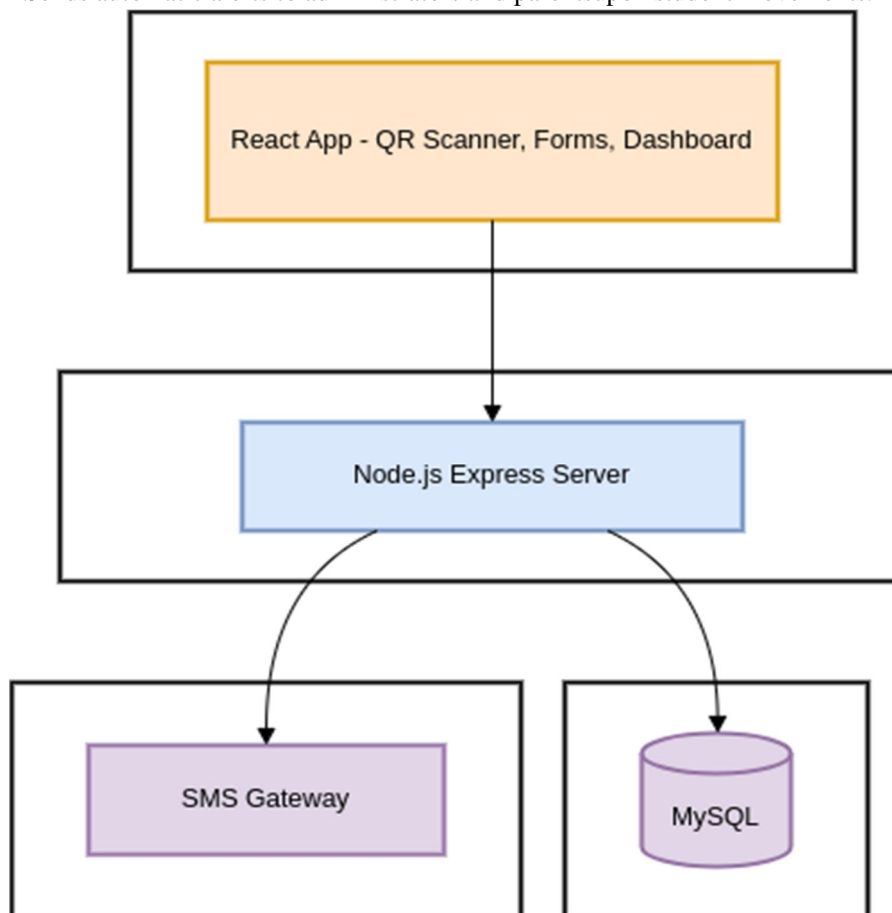 React App - QR Scanner, Forms, Dashboard
Node.js Express Server
SMS Gateway
MySQL